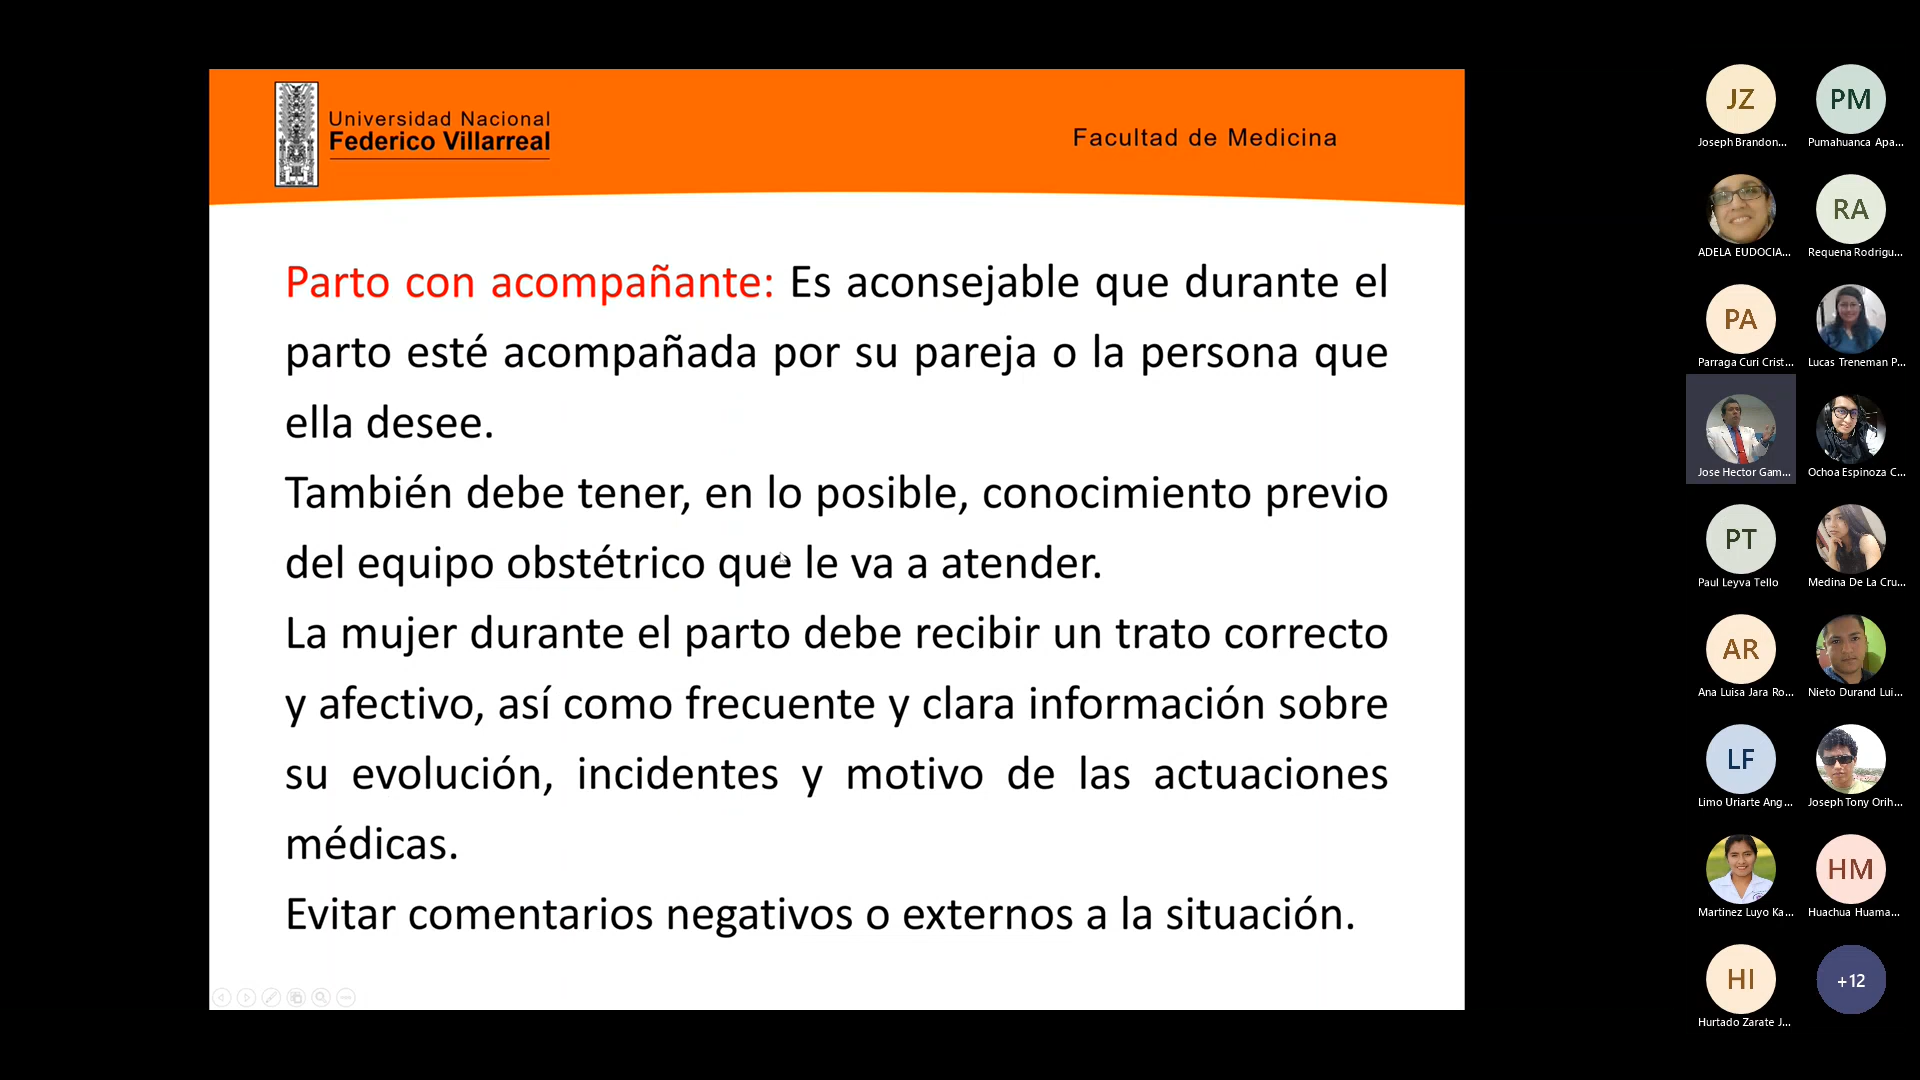 Universidad Nacional
Federico Villarreal
Facultad de Medicina
Parto con acompañante: Es aconsejable que durante el
parto esté acompañada por su pareja o la persona que
ella desee.
También debe tener, en lo posible, conocimiento previo
del equipo obstétrico que le va a atender.
La mujer durante el parto debe recibir un trato correcto
y afectivo, así como frecuente y clara información sobre
su evolución, incidentes y motivo de las actuaciones
médicas.
Evitar comentarios negativos o externos a la situación.
JZ
Joseph Brandon...
PM
Pumahuanca Apa...
ADELA EUDOCIA...
RA
Requena Rodrigu...
PA
Parraga Curi Crist...
Lucas Treneman P...
Jose Hector Gam...
Ochoa Espinoza C...
PT
Paul Leyva Tello
Medina De La Cru...
AR
Ana Luisa Jara Ro...
Nieto Durand Lui...
LF
Limo Uriarte Ang...
Joseph Tony Orih...
Martinez Luyo Ka...
HM
Huachua Huama...
HI
Hurtado Zarate J...
+12